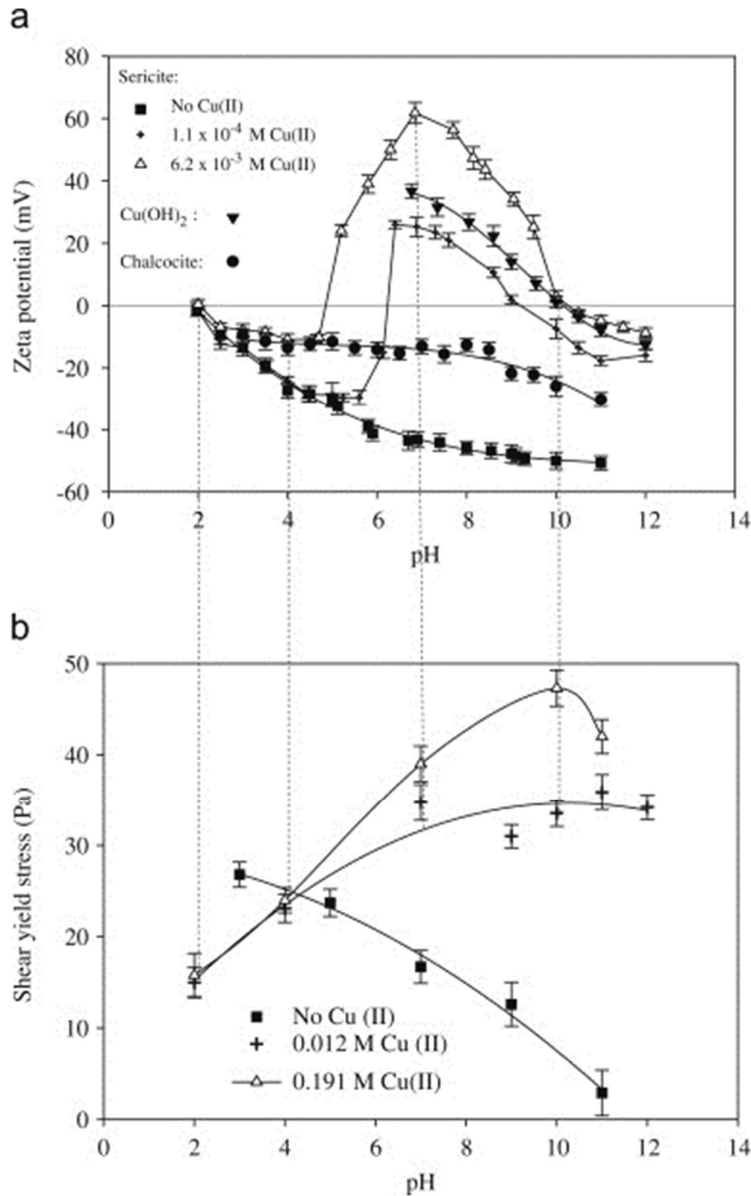 a
80
60
40
20
0
-20
-40
-60
Zeta potential (mV)
Sericite:
No Cu(II)
1.1 x 10⁻⁴ M Cu(II)
6.2 x 10⁻³ M Cu(II)
Cu(OH)₂ :
Chalcocite:
0 2 4 6 8 10 12 14
pH
b
50
40
30
20
10
0
Shear yield stress (Pa)
No Cu (II)
0.012 M Cu (II)
0.191 M Cu(II)
0 2 4 6 8 10 12 14
pH